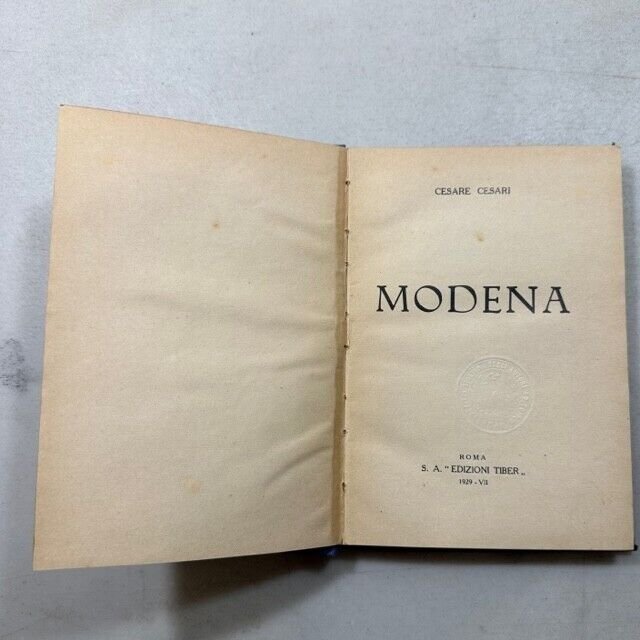 CESARE CESARI
MODENA
ROMA
S. A. "EDIZIONI TIBER„
1929 - VII